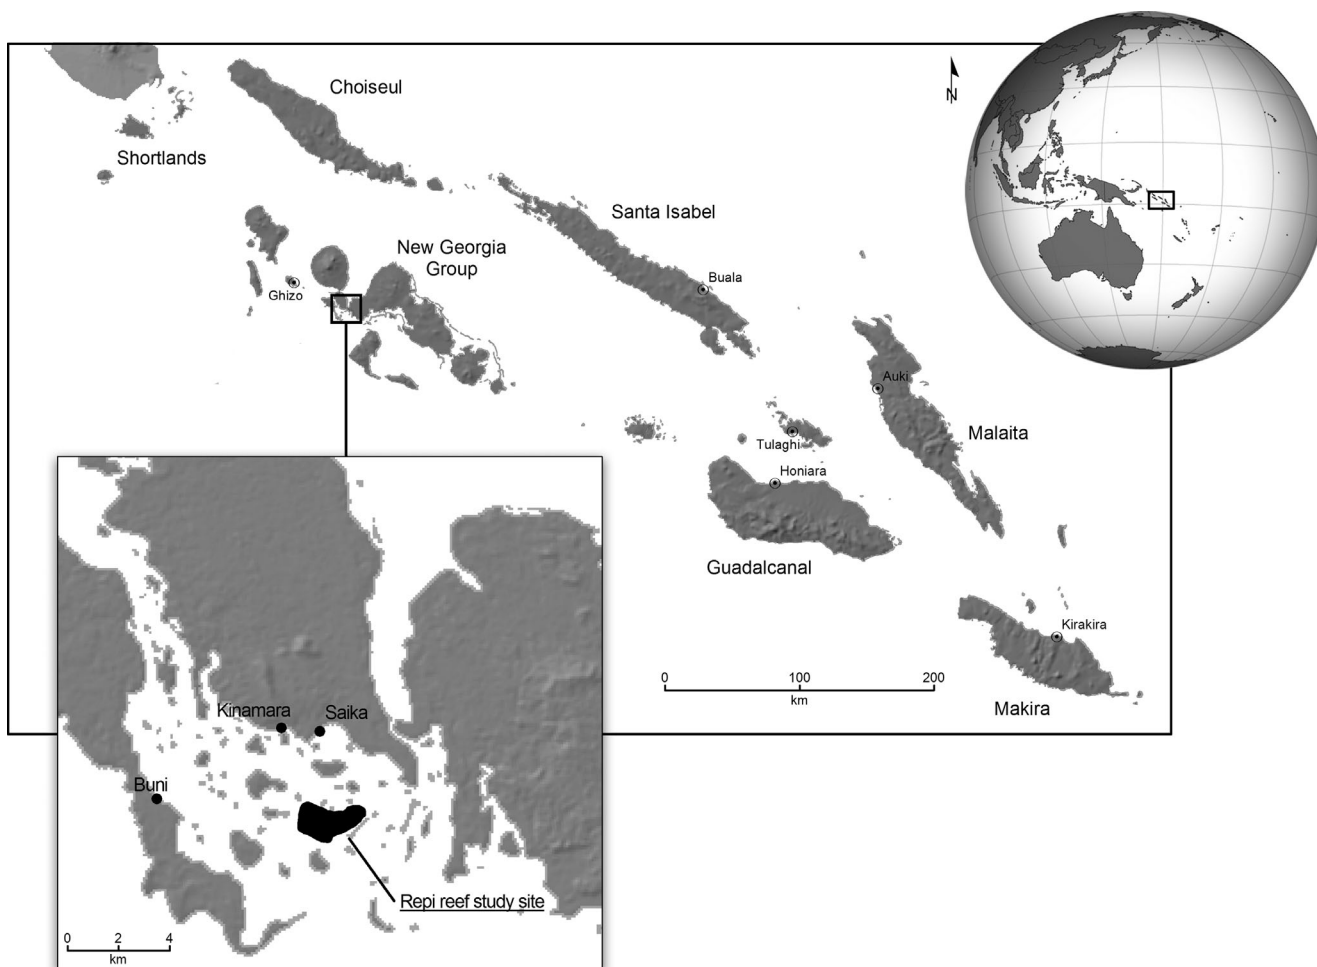 Choiseul
N
Shortlands
Santa Isabel
New Georgia
Group
Buala
Ghizo
Auki
Malaita
Tulaghi
Honiara
Guadalcanal
Kirakira
0 100 200
km
Makira
Kinamara
Saika
Buni
Repi reef study site
0 2 4
km